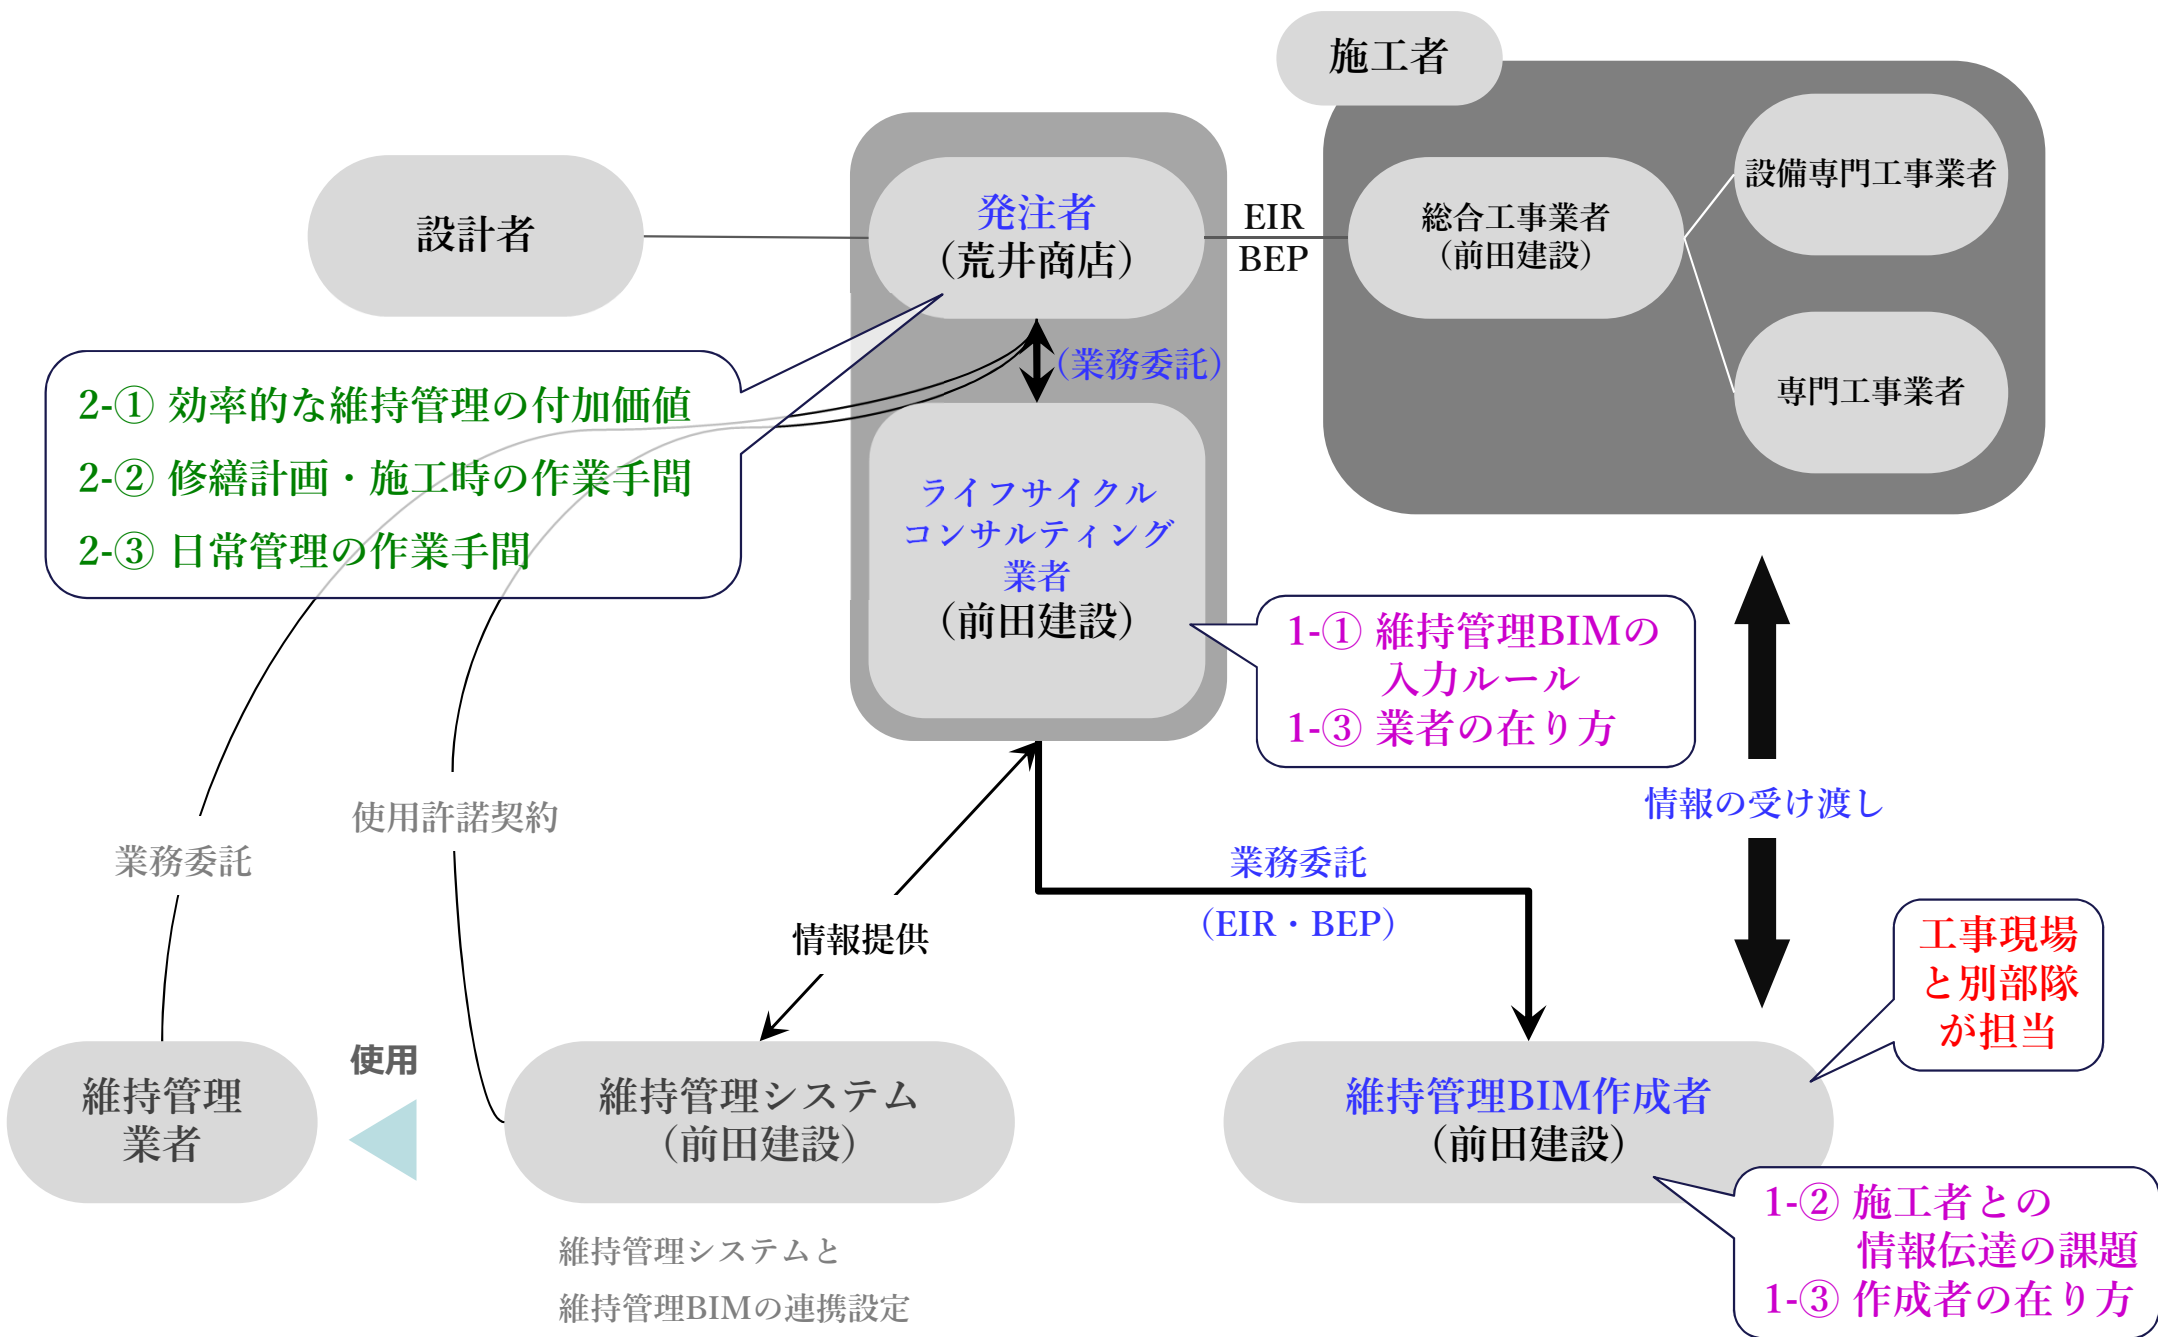 施工者
設備専門工事業者
総合工事業者
（前田建設）
専門工事業者
設計者
発注者
（荒井商店）
EIR
BEP
（業務委託）
2-① 効率的な維持管理の付加価値
2-② 修繕計画・施工時の作業手間
2-③ 日常管理の作業手間
ライフサイクル
コンサルティング
業者
（前田建設）
1-① 維持管理BIMの
入力ルール
1-③ 業者の在り方
情報の受け渡し
使用許諾契約
業務委託
業務委託
（EIR・BEP）
情報提供
工事現場
と別部隊
が担当
使用
維持管理
業者
維持管理システム
（前田建設）
維持管理BIM作成者
（前田建設）
1-② 施工者との
情報伝達の課題
1-③ 作成者の在り方
維持管理システムと
維持管理BIMの連携設定